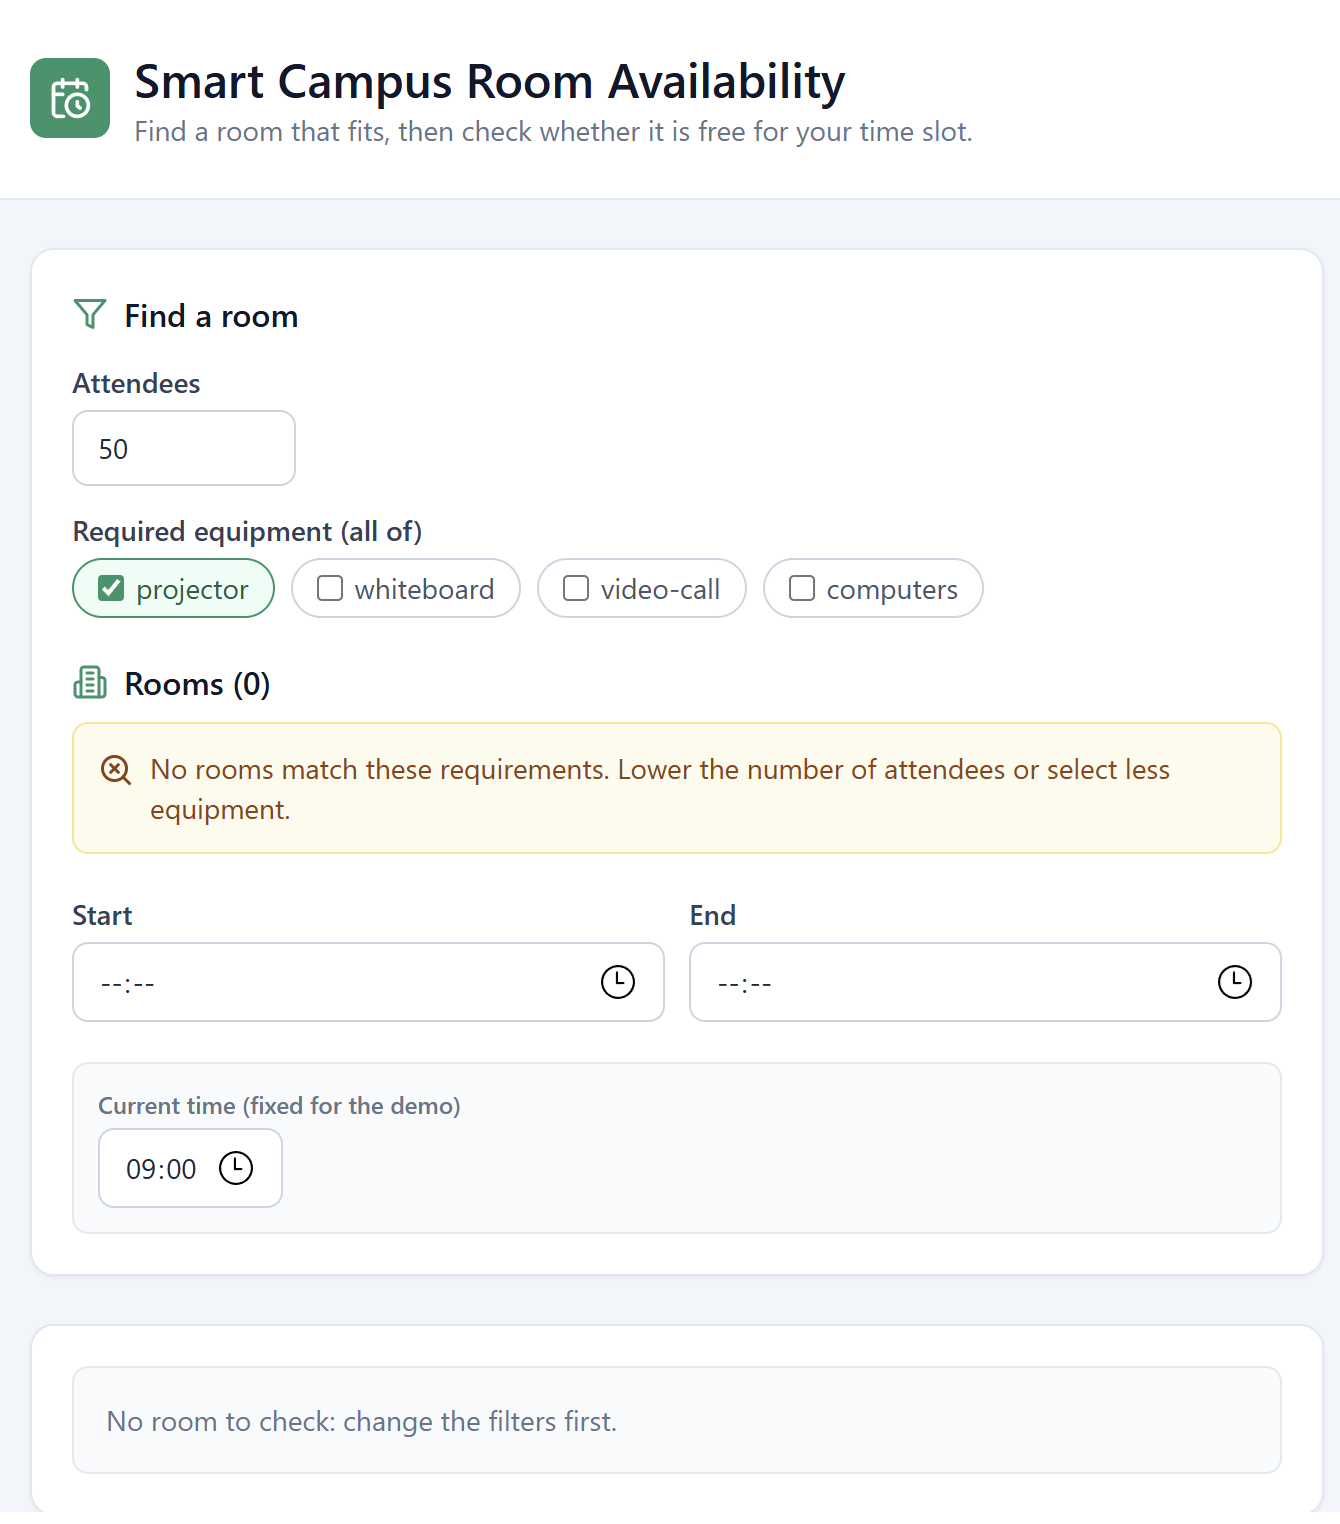 Smart Campus Room Availability
Find a room that fits, then check whether it is free for your time slot.
Find a room
Attendees
50
Required equipment (all of)
projector
whiteboard
video-call
computers
Rooms (0)
No rooms match these requirements. Lower the number of attendees or select less
equipment.
Start
End
--:--
--:--
Current time (fixed for the demo)
09:00
No room to check: change the filters first.